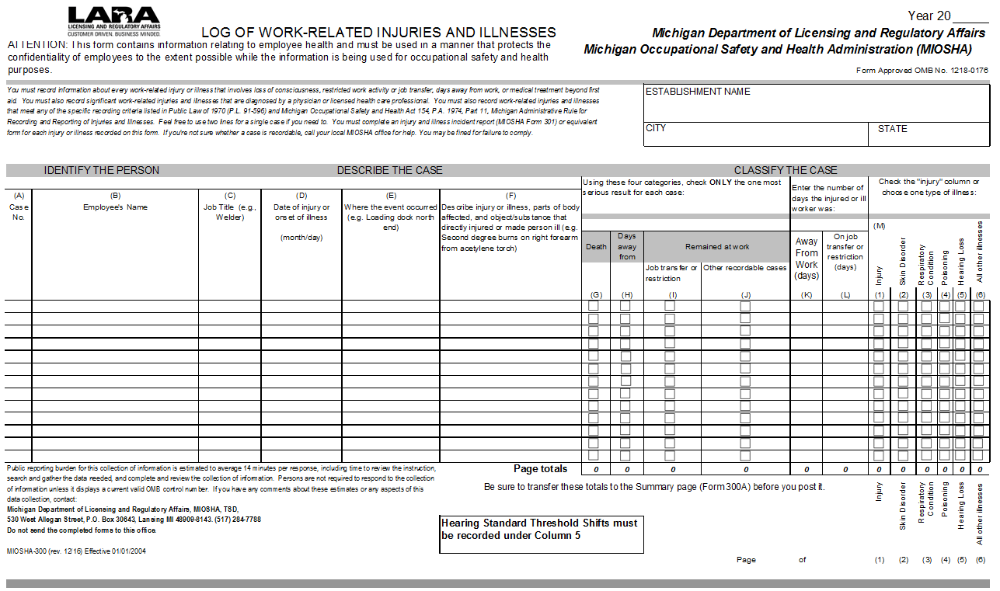 LARA
LICENSING AND REGULATORY AFFAIRS
CUSTOMER DRIVEN. BUSINESS MINDED.
Year 20
LOG OF WORK-RELATED INJURIES AND ILLNESSES
Michigan Department of Licensing and Regulatory Affairs
Michigan Occupational Safety and Health Administration (MIOSHA)
ATTENTION: This form contains information relating to employee health and must be used in a manner that protects the
confidentiality of employees to the extent possible while the information is being used for occupational safety and health
purposes.
Form Approved OMB No. 1218-0176
You must record information about every work-related injury or illness that involves loss of consciousness, restricted work activity or job transfer, days away from work, or medical treatment beyond first
aid. You must also record significant work-related injuries and illnesses that are diagnosed by a physician or licensed health care professional. You must also record work-related injuries and illnesses
that meet any of the specific recording criteria listed in Public Law of 1970 (P.L. 91-596) and Michigan Occupational Safety and Health Act 154, P.A. 1974, Part 11, Michigan Administrative Rule for
Recording and Reporting of Injuries and Illnesses. Feel free to use two lines for a single case if you need to. You must complete an injury and illness incident report (MIOSHA Form 301) or equivalent
form for each injury or illness recorded on this form. If you're not sure whether a case is recordable, call your local MIOSHA office for help. You may be fired for failure to comply.
ESTABLISHMENT NAME
CITY
STATE
IDENTIFY THE PERSON
DESCRIBE THE CASE
CLASSIFY THE CASE
(A)
Case
No.
(B)
Employee's Name
(C)
Job Title (e.g.,
Welder)
(D)
Date of injury or
onset of illness
(month/day)
(E)
Where the event occurred
(e.g. Loading dock north
end)
(F)
Describe injury or illness, parts of body
affected, and object/substance that
directly injured or made person ill (e.g.
Second degree burns on right forearm
from acetylene torch)
Using these four categories, check ONLY the one most
serious result for each case:
Enter the number of
days the injured or ill
worker was:
Check the "injury" column or
choose one type of illness:
Death
Days
away
from
Remained at work
Job transfer or
restriction
Other recordable cases
Away
From
Work
(days)
On job
transfer or
restriction
(days)
(M)
Injury
Skin Disorder
Respiratory
Condition
Poisoning
Hearing Loss
All other illnesses
(G) (H) (I) (J) (K) (L) (1) (2) (3) (4) (5) (6)
Page totals 0 0 0 0 0 0 0 0 0 0 0 0
Be sure to transfer these totals to the Summary page (Form 300A) before you post it.
Public reporting burden for this collection of information is estimated to average 14 minutes per response, including time to review the instruction,
search and gather the data needed, and complete and review the collection of information. Persons are not required to respond to the collection
of information unless it displays a current valid OMB control number. If you have any comments about these estimates or any aspects of this
data collection, contact:
Michigan Department of Licensing and Regulatory Affairs, MIOSHA, TSD,
530 West Allegan Street, P.O. Box 30643, Lansing MI 48909-8143. (517) 284-7788
Do not send the completed forms to this office.
Hearing Standard Threshold Shifts must
be recorded under Column 5
Injury
Skin Disorder
Respiratory
Condition
Poisoning
Hearing Loss
All other illnesses
MIOSHA-300 (rev. 12/16) Effective 01/01/2004
Page of
(1) (2) (3) (4) (5) (6)